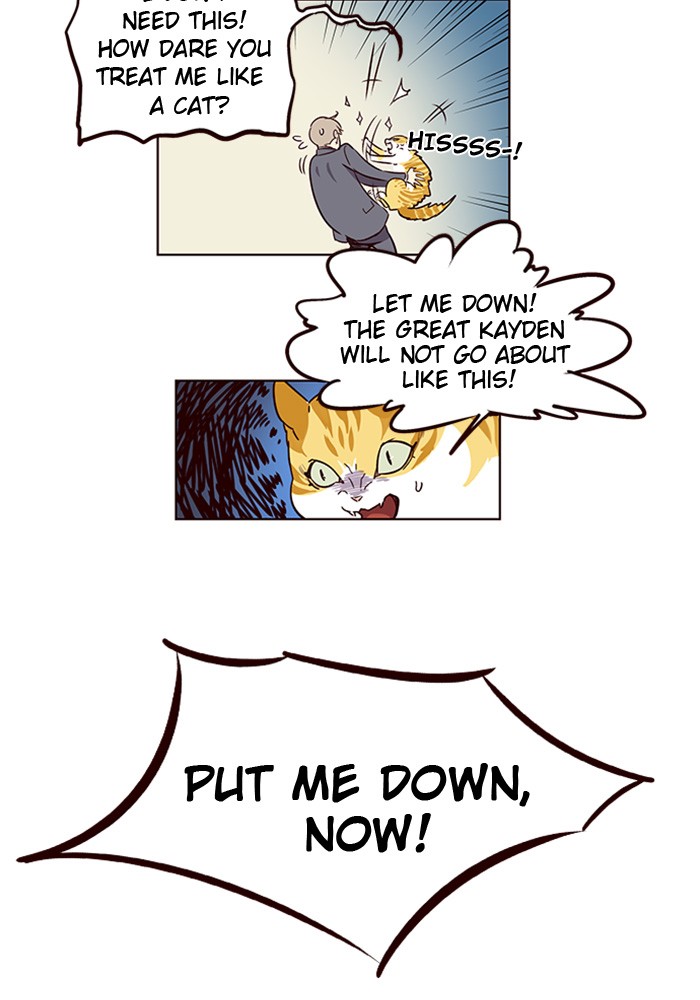 NEED THIS!
HOW DARE YOU
TREAT ME LIKE
A CAT?
HISSSS-!
LET ME DOWN!
THE GREAT KAYDEN
WILL NOT GO ABOUT
LIKE THIS!
PUT ME DOWN,
NOW!